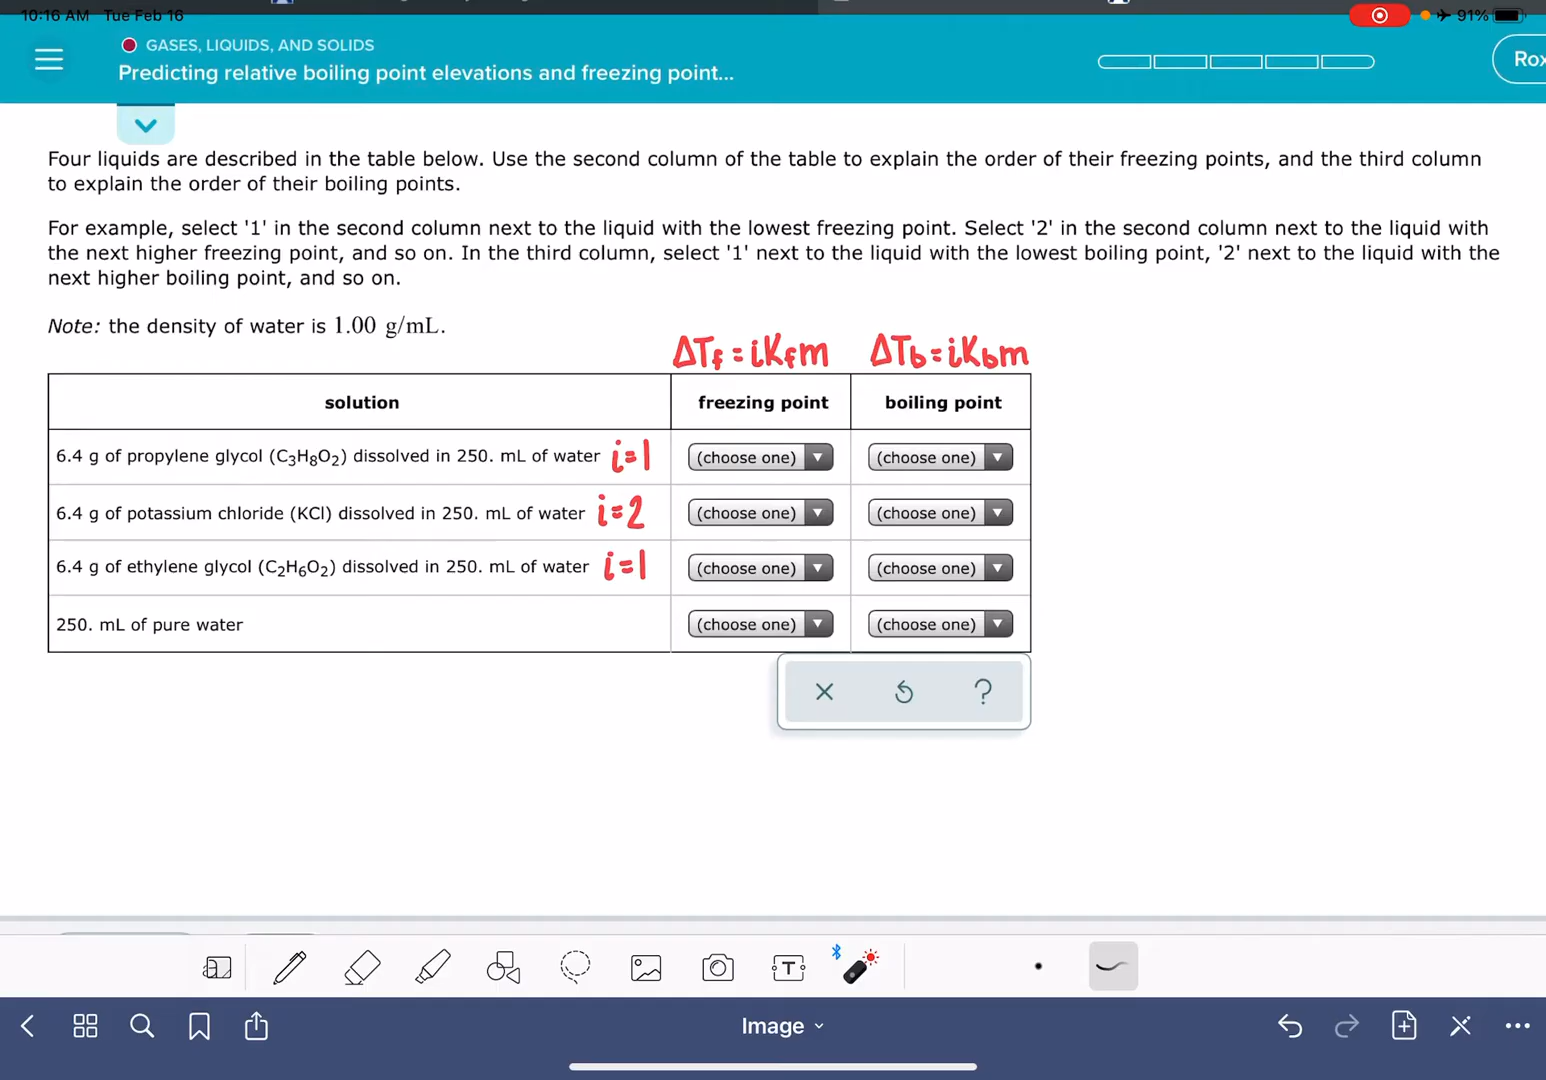 10:16 AM Tue Feb 16
91%
GASES, LIQUIDS, AND SOLIDS
Predicting relative boiling point elevations and freezing point...
Four liquids are described in the table below. Use the second column of the table to explain the order of their freezing points, and the third column
to explain the order of their boiling points.
For example, select '1' in the second column next to the liquid with the lowest freezing point. Select '2' in the second column next to the liquid with
the next higher freezing point, and so on. In the third column, select '1' next to the liquid with the lowest boiling point, '2' next to the liquid with the
next higher boiling point, and so on.
Note: the density of water is 1.00 g/mL.
ΔTf = iKfm ΔTb = iKbm
solution freezing point boiling point
6.4 g of propylene glycol (C₃H₈O₂) dissolved in 250. mL of water i=1 (choose one) (choose one)
6.4 g of potassium chloride (KCl) dissolved in 250. mL of water i=2 (choose one) (choose one)
6.4 g of ethylene glycol (C₂H₆O₂) dissolved in 250. mL of water i=1 (choose one) (choose one)
250. mL of pure water (choose one) (choose one)
Image